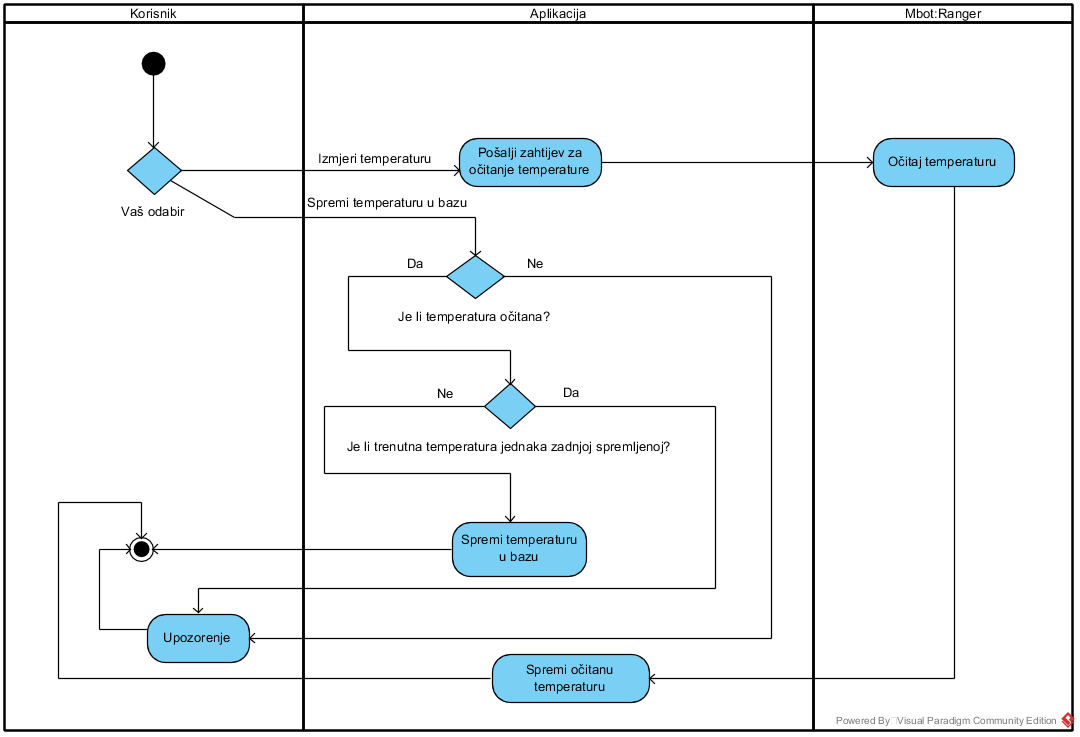 Korisnik
Aplikacija
Mbot:Ranger
Izmjeri temperaturu
Pošalji zahtijev za
očitanje temperature
Očitaj temperaturu
Vaš odabir
Spremi temperaturu u bazu
Da
Ne
Je li temperatura očitana?
Ne
Da
Je li trenutna temperatura jednaka zadnjoj spremljenoj?
Spremi temperaturu
u bazu
Upozorenje
Spremi očitanu
temperaturu
Powered By Visual Paradigm Community Edition